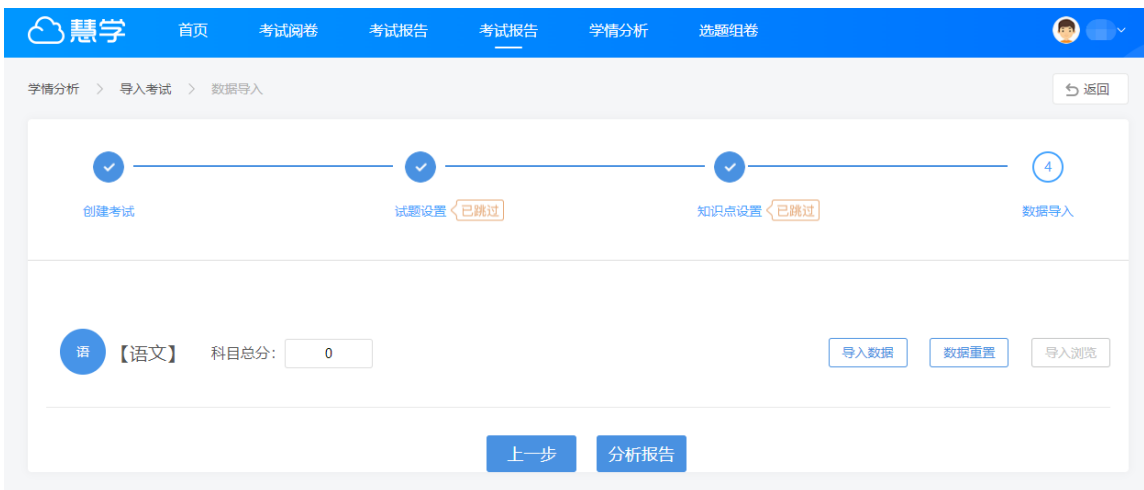 慧学 首页 考试阅卷 考试报告 考试报告 学情分析 选题组卷
学情分析 > 导入考试 > 数据导入 返回
4
创建考试 试题设置 已跳过 知识点设置 已跳过 数据导入
语 【语文】 科目总分： 0 导入数据 数据重置 导入浏览
上一步 分析报告